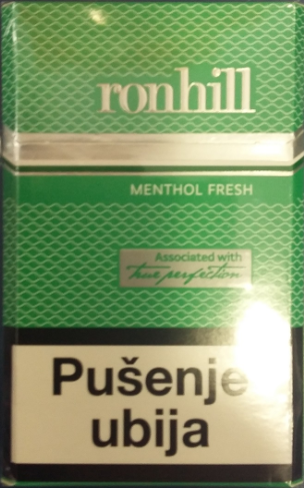 ronhill
MENTHOL FRESH
Associated with
true perfection
Pušenje
ubija